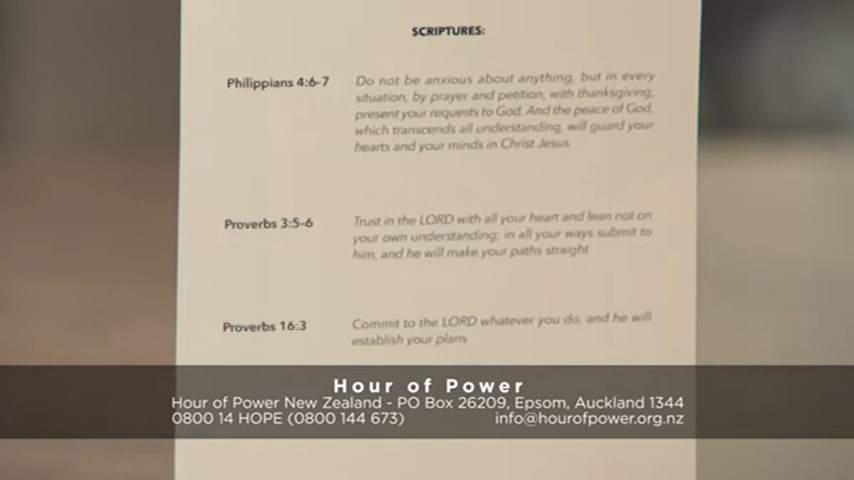 SCRIPTURES:
Philippians 4:6-7
Do not be anxious about anything, but in every
situation, by prayer and petition, with thanksgiving,
present your requests to God. And the peace of God,
which transcends all understanding, will guard your
hearts and your minds in Christ Jesus
Proverbs 3:5-6
Trust in the LORD with all your heart and lean not on
your own understanding; in all your ways submit to
him, and he will make your paths straight
Proverbs 16:3
Commit to the LORD whatever you do, and he will
establish your plans
Hour of Power
Hour of Power New Zealand - PO Box 26209, Epsom, Auckland 1344
0800 14 HOPE (0800 144 673) info@hourofpower.org.nz